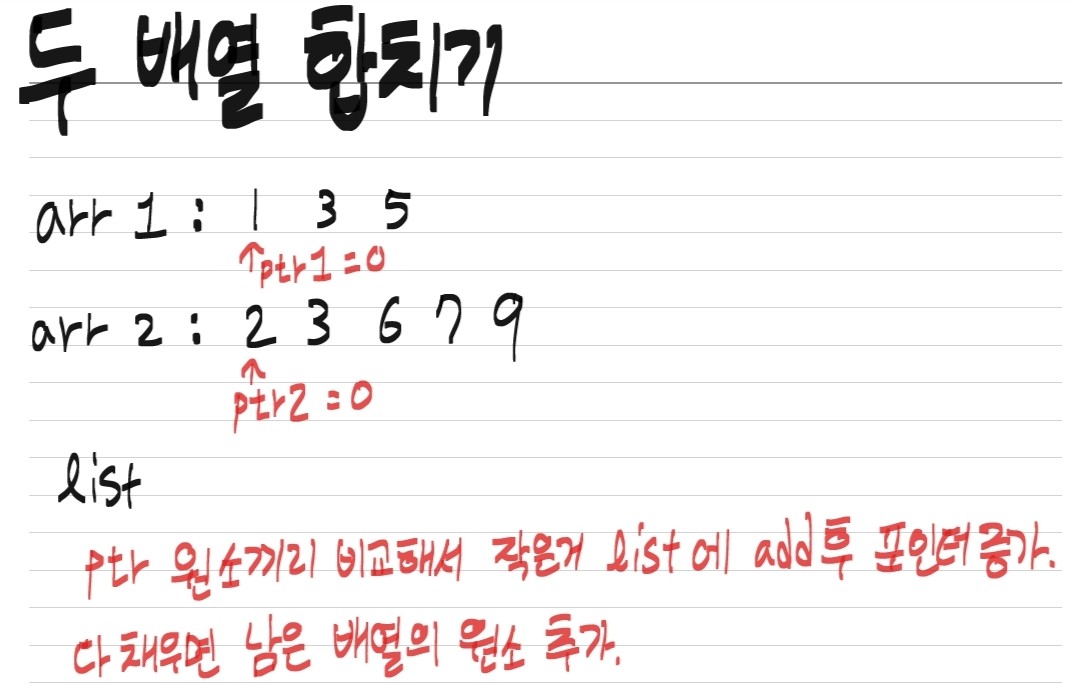 두 배열 합치기
arr 1 : 1 3 5
↑ptr1=0
arr 2 : 2 3 6 7 9
↑
ptr2 = 0
list
ptr 원소끼리 비교해서 작은거 list에 add후 포인터증가.
다 채우면 남은 배열의 원소 추가.